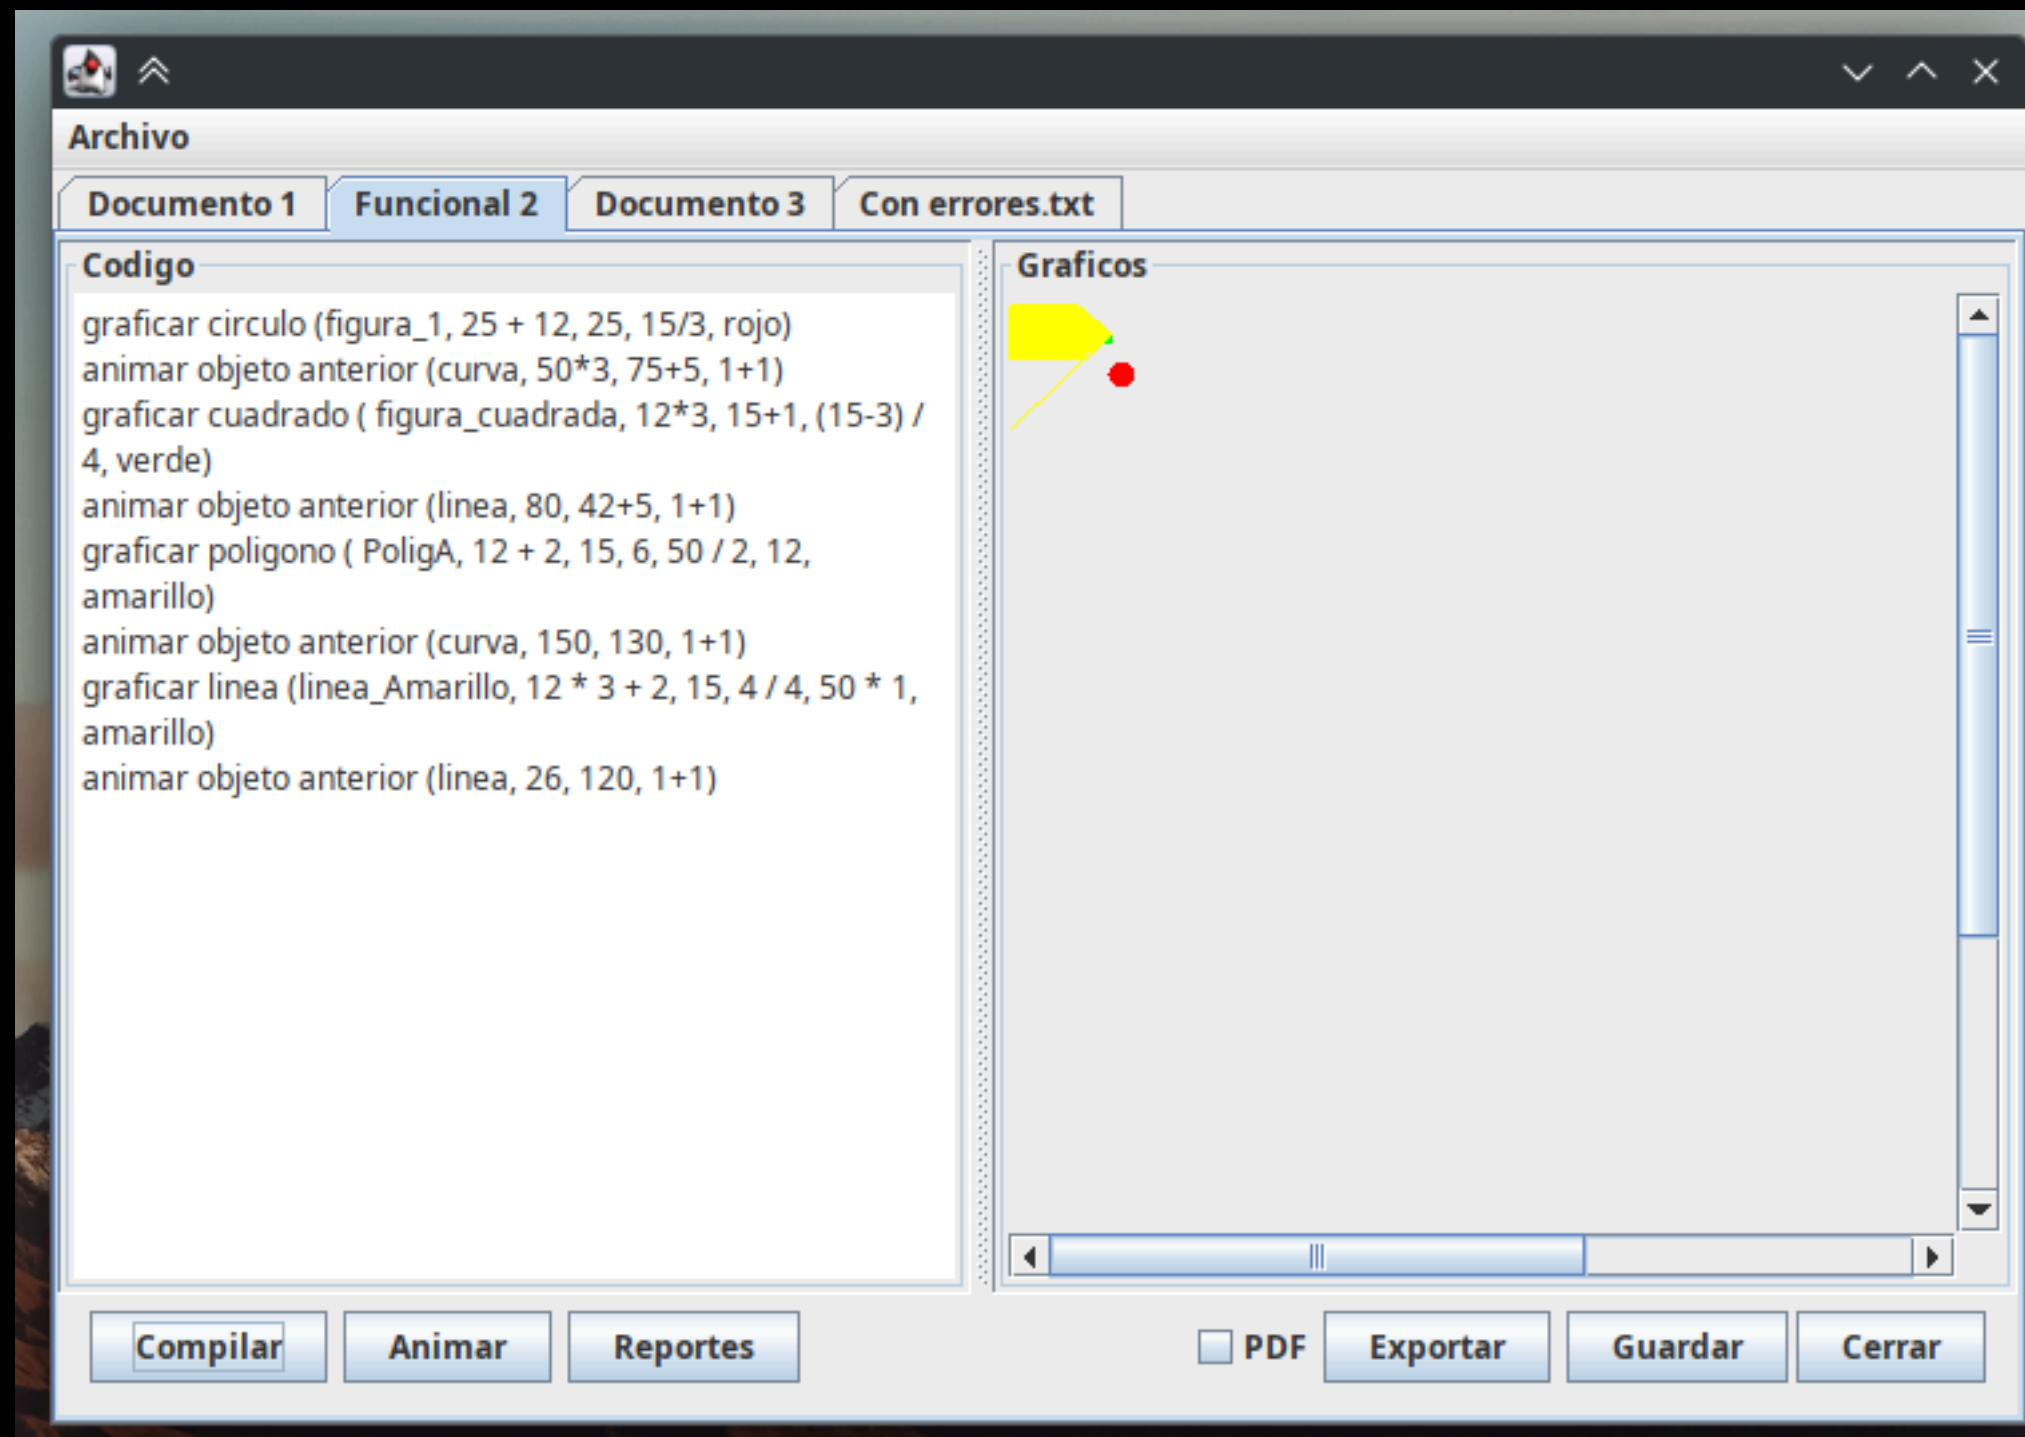 Archivo
Documento 1
Funcional 2
Documento 3
Con errores.txt
Codigo
graficar circulo (figura_1, 25 + 12, 25, 15/3, rojo)
animar objeto anterior (curva, 50*3, 75+5, 1+1)
graficar cuadrado ( figura_cuadrada, 12*3, 15+1, (15-3) /
4, verde)
animar objeto anterior (linea, 80, 42+5, 1+1)
graficar poligono ( PoligA, 12 + 2, 15, 6, 50 / 2, 12,
amarillo)
animar objeto anterior (curva, 150, 130, 1+1)
graficar linea (linea_Amarillo, 12 * 3 + 2, 15, 4 / 4, 50 * 1,
amarillo)
animar objeto anterior (linea, 26, 120, 1+1)
Graficos
Compilar
Animar
Reportes
PDF
Exportar
Guardar
Cerrar